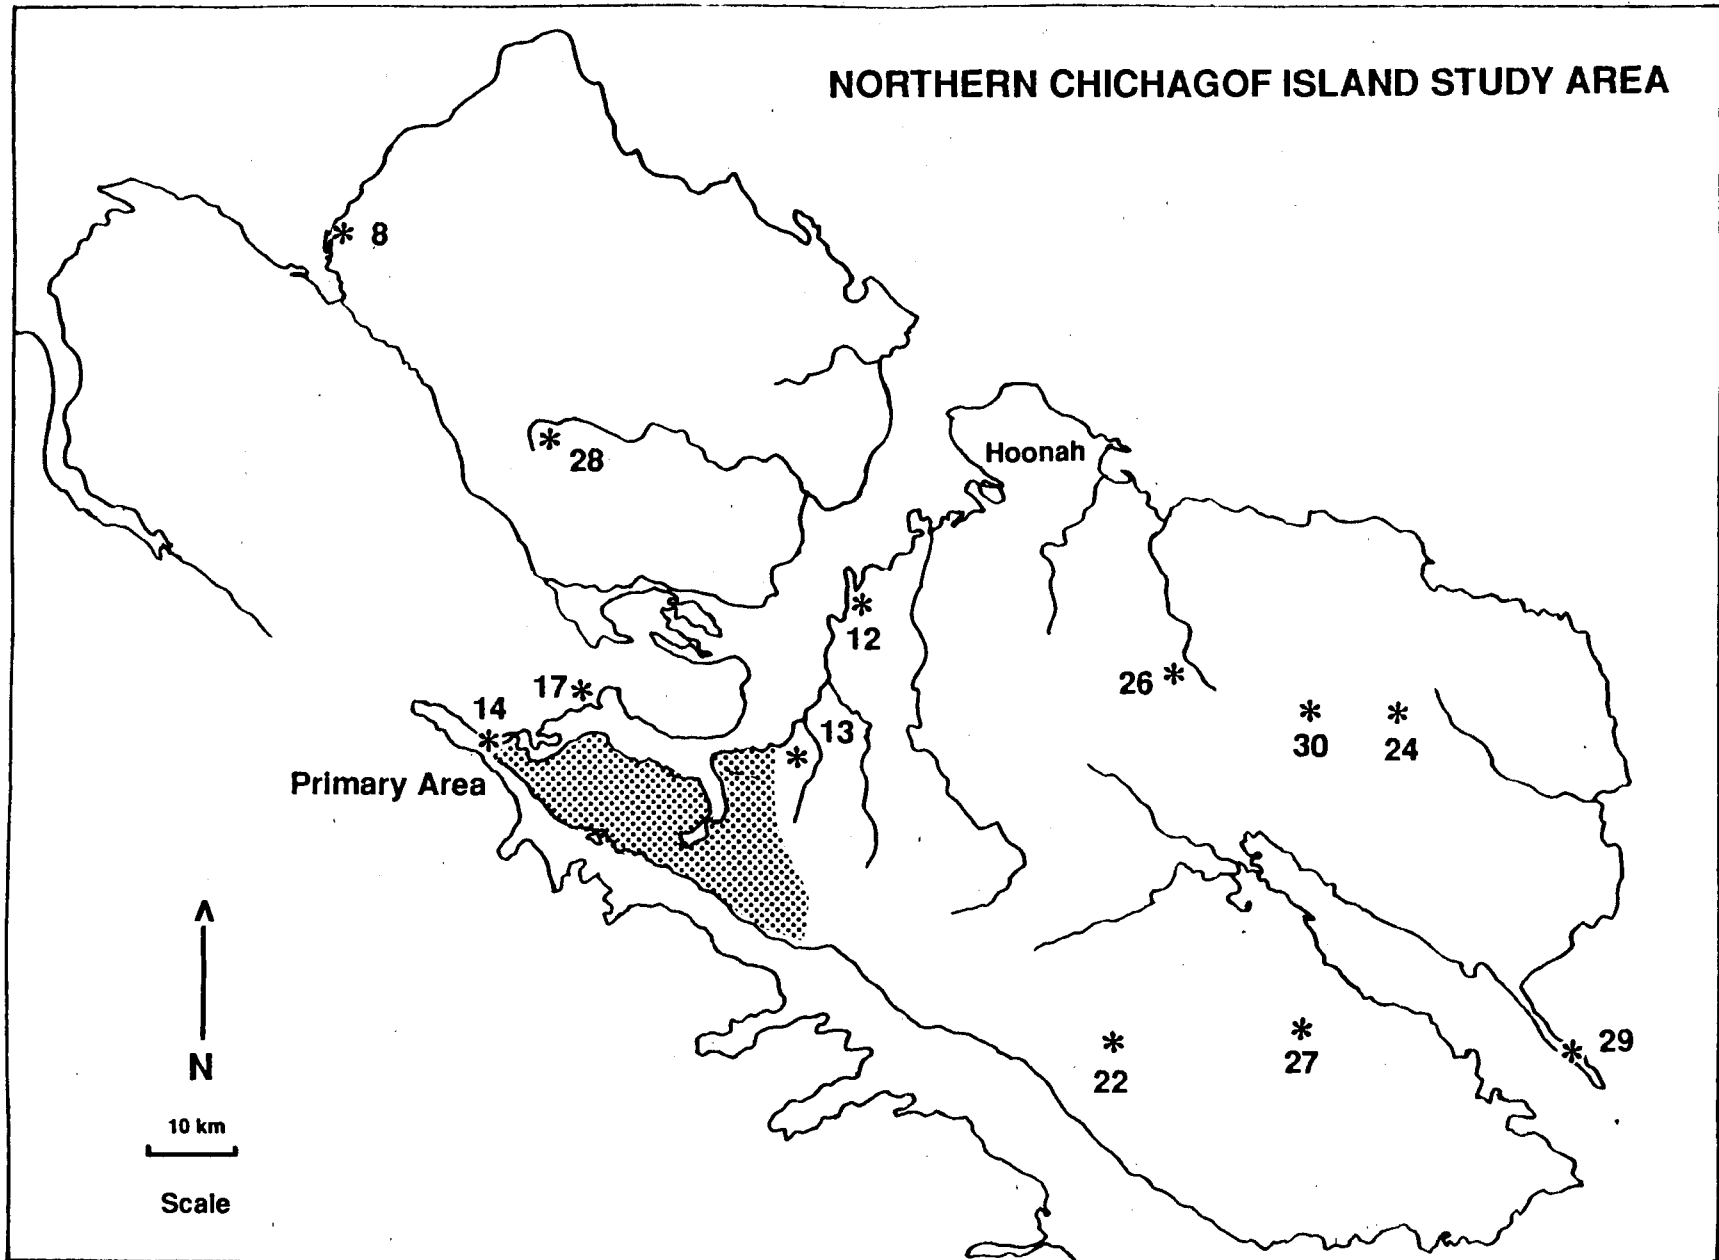 NORTHERN CHICHAGOF ISLAND STUDY AREA
* 8
Hoonah
* 28
* 12
17 *
26 *
14 *
13 *
* 30
* 24
Primary Area
N
* 22
* 27
* 29
10 km
Scale